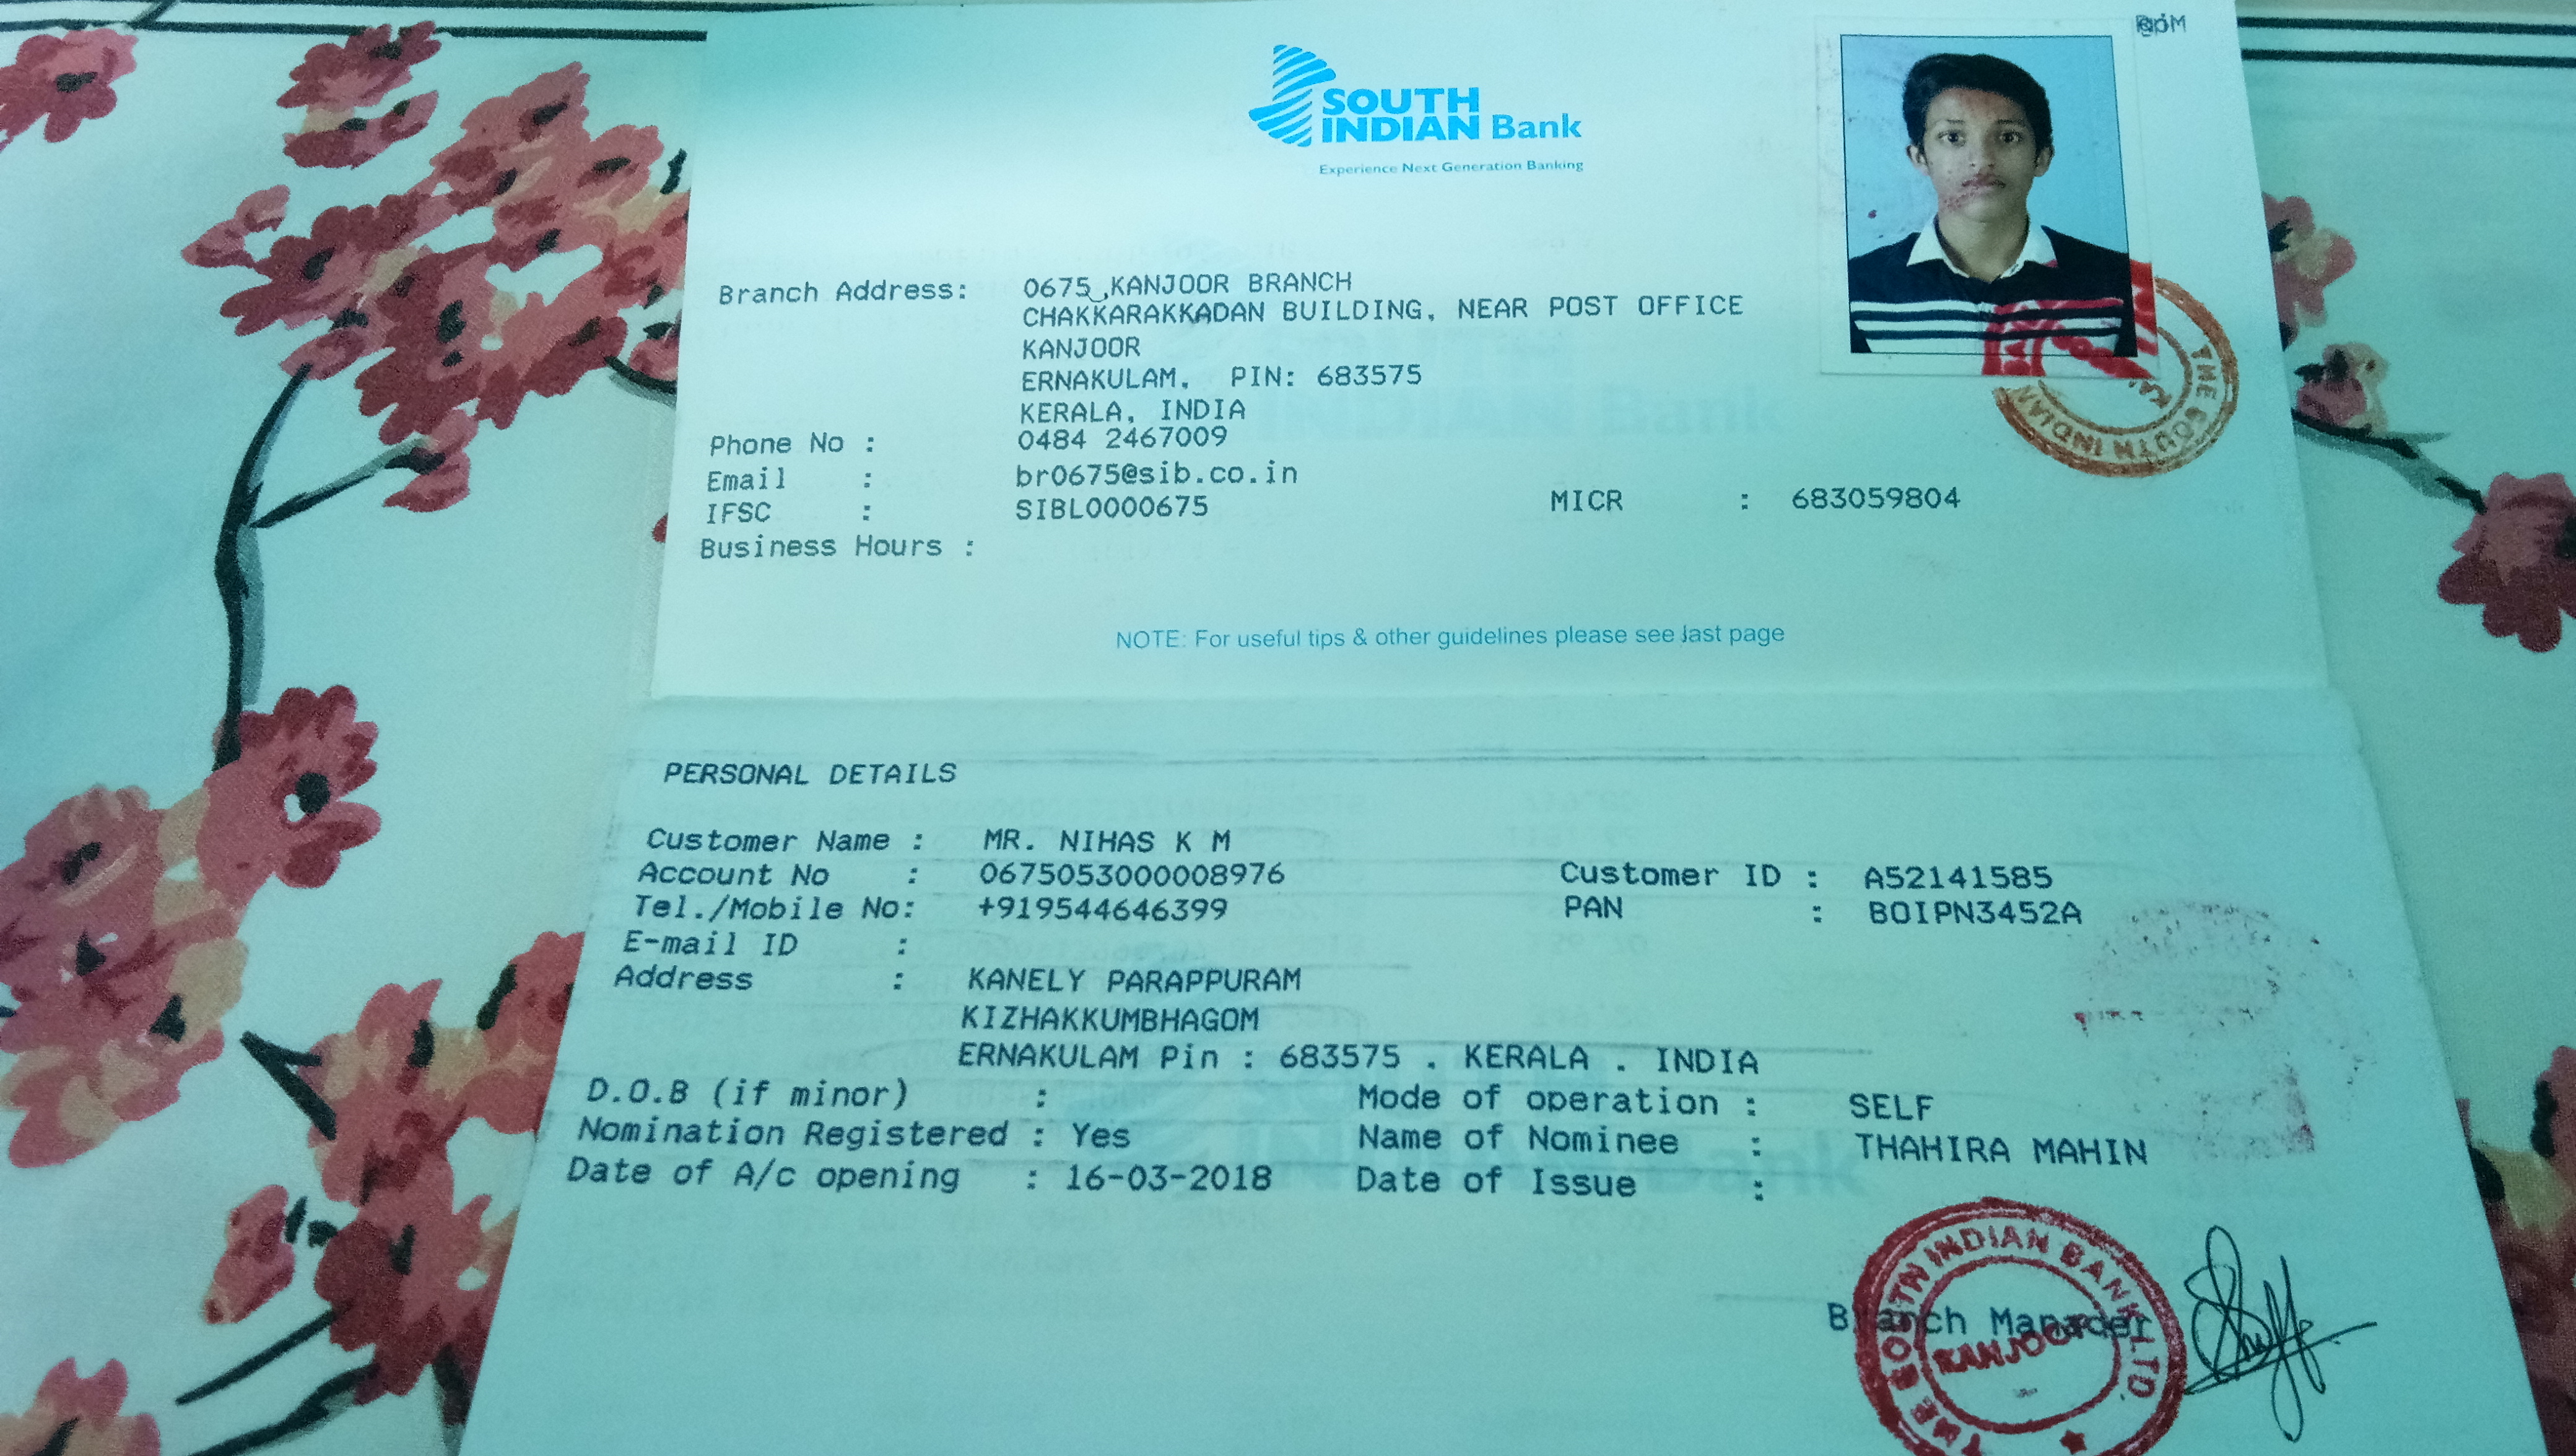 SOUTH
INDIAN Bank
Experience Next Generation Banking
Branch Address: 0675 ,KANJOOR BRANCH
CHAKKARAKKADAN BUILDING, NEAR POST OFFICE
KANJOOR
ERNAKULAM, PIN: 683575
KERALA, INDIA
Phone No : 0484 2467009
Email : br0675@sib.co.in
IFSC : SIBL0000675 MICR : 683059804
Business Hours :
THE SOUTH INDIAN
NOTE: For useful tips & other guidelines please see last page
PERSONAL DETAILS
Customer Name : MR. NIHAS K M
Account No : 0675053000008976 Customer ID : A52141585
Tel./Mobile No: +919544646399 PAN : BOIPN3452A
E-mail ID :
Address : KANELY PARAPPURAM
KIZHAKKUMBHAGOM
ERNAKULAM Pin : 683575 . KERALA . INDIA
D.O.B (if minor) : Mode of operation : SELF
Nomination Registered : Yes Name of Nominee : THAHIRA MAHIN
Date of A/c opening : 16-03-2018 Date of Issue :
Branch Manager
THE SOUTH INDIAN BANK LTD
KANJOOR